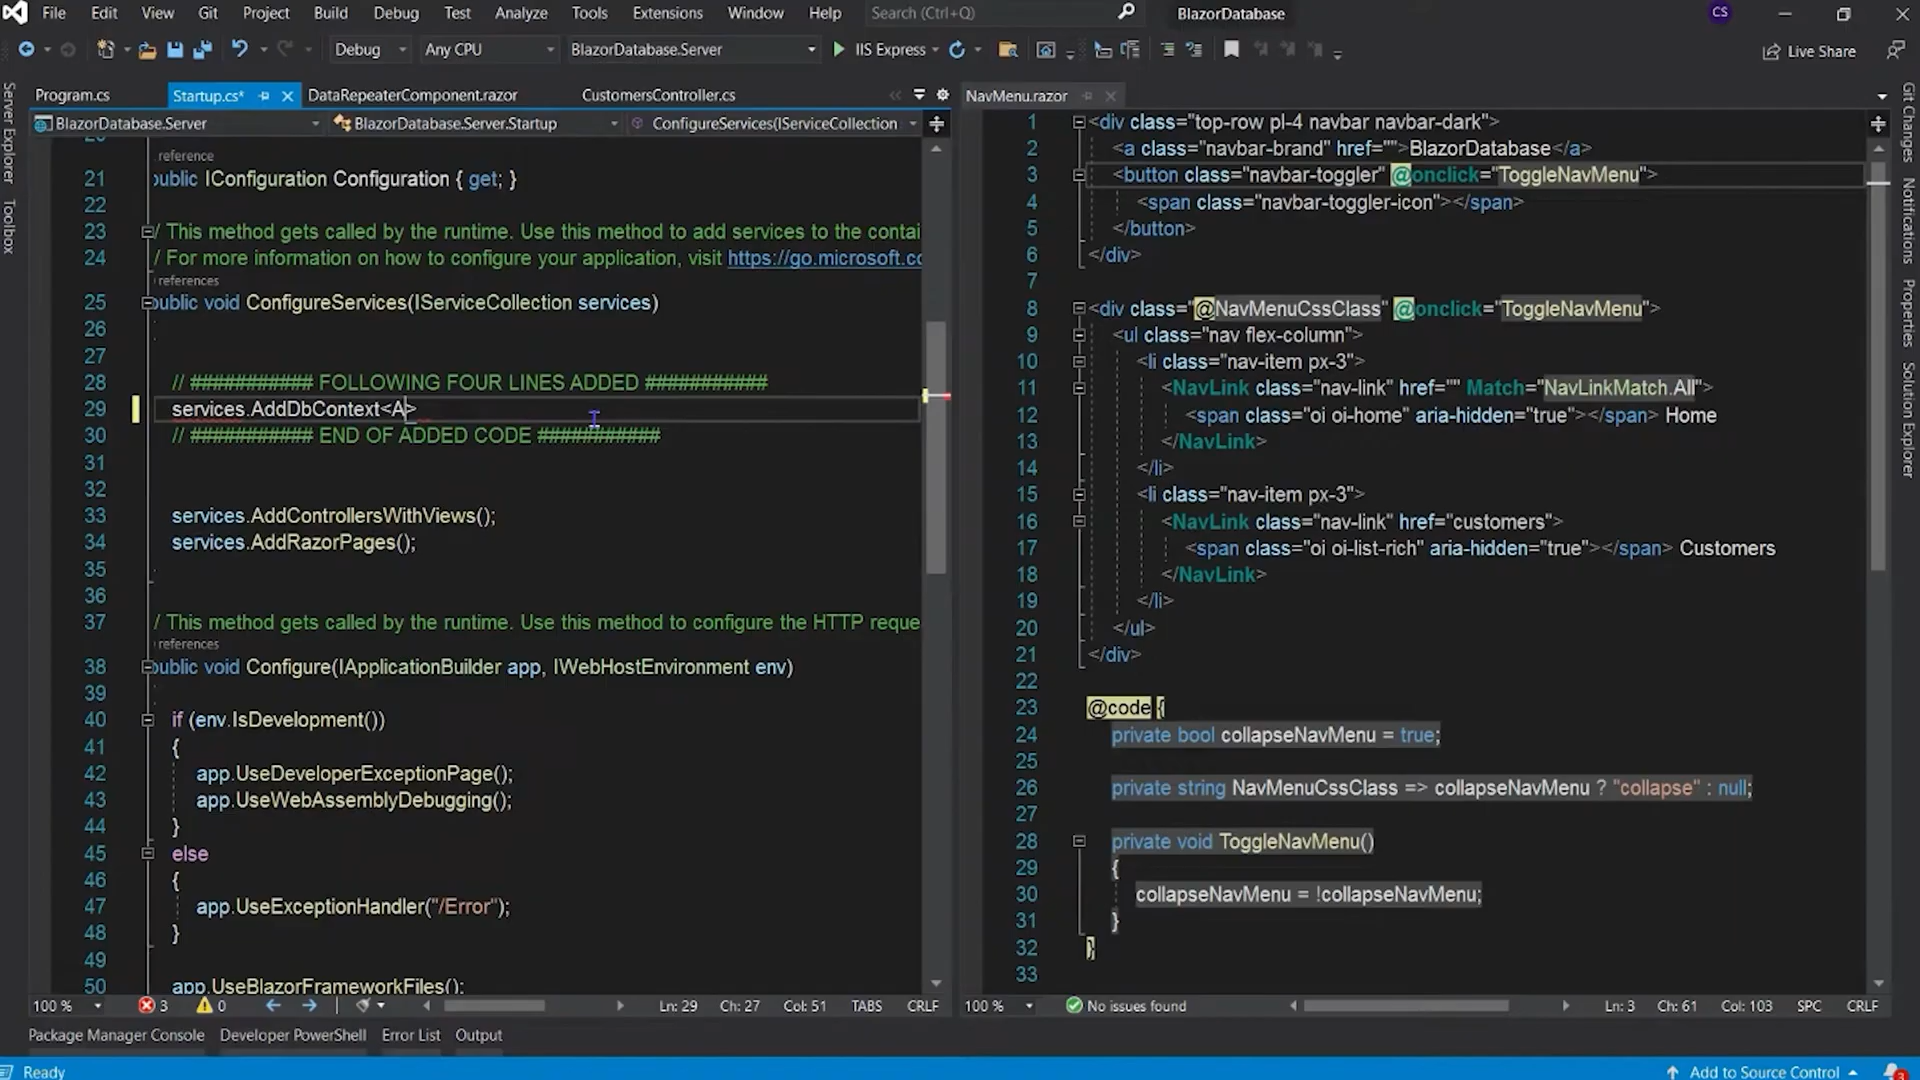 File Edit View Git Project Build Debug Test Analyze Tools Extensions Window Help Search (Ctrl+Q) BlazorDatabase CS
Debug Any CPU BlazorDatabase.Server IIS Express Live Share
Server Explorer
Toolbox
Program.cs Startup.cs* DataRepeaterComponent.razor CustomersController.cs
BlazorDatabase.Server BlazorDatabase.Server.Startup ConfigureServices(IServiceCollection
reference
21 public IConfiguration Configuration { get; }
22
23 / This method gets called by the runtime. Use this method to add services to the contai
24 / For more information on how to configure your application, visit https://go.microsoft.co
references
25 public void ConfigureServices(IServiceCollection services)
26
27
28 // ########### FOLLOWING FOUR LINES ADDED ###########
29 services.AddDbContext<A>
30 // ########### END OF ADDED CODE ###########
31
32
33 services.AddControllersWithViews();
34 services.AddRazorPages();
35
36
37 / This method gets called by the runtime. Use this method to configure the HTTP reque
references
38 public void Configure(IApplicationBuilder app, IWebHostEnvironment env)
39
40 if (env.IsDevelopment())
41 {
42 app.UseDeveloperExceptionPage();
43 app.UseWebAssemblyDebugging();
44 }
45 else
46 {
47 app.UseExceptionHandler("/Error");
48 }
49
50 app.UseBlazorFrameworkFiles();
100 % 3 0 Ln: 29 Ch: 27 Col: 51 TABS CRLF
NavMenu.razor
1 <div class="top-row pl-4 navbar navbar-dark">
2 <a class="navbar-brand" href="">BlazorDatabase</a>
3 <button class="navbar-toggler" @onclick="ToggleNavMenu">
4 <span class="navbar-toggler-icon"></span>
5 </button>
6 </div>
7
8 <div class="@NavMenuCssClass" @onclick="ToggleNavMenu">
9 <ul class="nav flex-column">
10 <li class="nav-item px-3">
11 <NavLink class="nav-link" href="" Match="NavLinkMatch.All">
12 <span class="oi oi-home" aria-hidden="true"></span> Home
13 </NavLink>
14 </li>
15 <li class="nav-item px-3">
16 <NavLink class="nav-link" href="customers">
17 <span class="oi oi-list-rich" aria-hidden="true"></span> Customers
18 </NavLink>
19 </li>
20 </ul>
21 </div>
22
23 @code {
24 private bool collapseNavMenu = true;
25
26 private string NavMenuCssClass => collapseNavMenu ? "collapse" : null;
27
28 private void ToggleNavMenu()
29 {
30 collapseNavMenu = !collapseNavMenu;
31 }
32 }
33
100 % No issues found Ln: 3 Ch: 61 Col: 103 SPC CRLF
Git Changes
Notifications
Properties
Solution Explorer
Package Manager Console Developer PowerShell Error List Output
Ready Add to Source Control 3